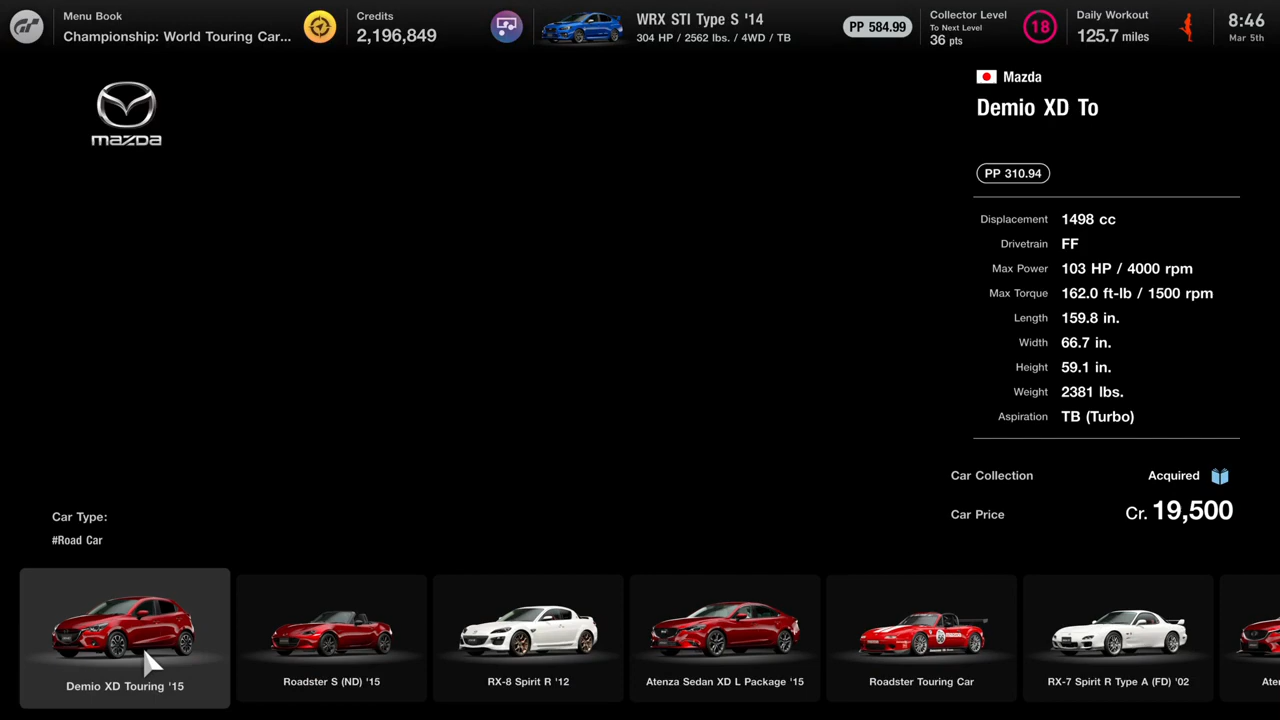 Menu Book
Championship: World Touring Car...
Credits
2,196,849
WRX STI Type S '14
304 HP / 2562 lbs. / 4WD / TB
PP 584.99
Collector Level
To Next Level
36 pts
18
Daily Workout
125.7 miles
8:46
Mar 5th
mazda
Mazda
Demio XD To
PP 310.94
Displacement 1498 cc
Drivetrain FF
Max Power 103 HP / 4000 rpm
Max Torque 162.0 ft-lb / 1500 rpm
Length 159.8 in.
Width 66.7 in.
Height 59.1 in.
Weight 2381 lbs.
Aspiration TB (Turbo)
Car Collection Acquired
Car Price Cr. 19,500
Car Type:
#Road Car
Demio XD Touring '15
Roadster S (ND) '15
RX-8 Spirit R '12
Atenza Sedan XD L Package '15
Roadster Touring Car
RX-7 Spirit R Type A (FD) '02
Ate